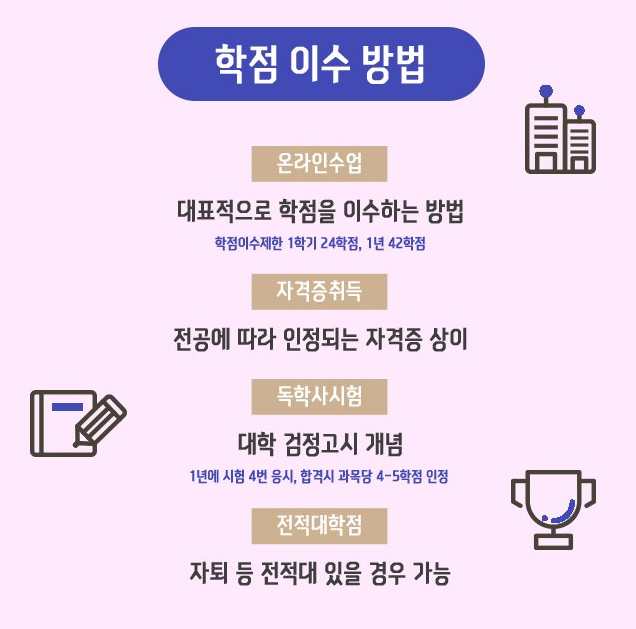 학점 이수 방법
온라인수업
대표적으로 학점을 이수하는 방법
학점이수제한 1학기 24학점, 1년 42학점
자격증취득
전공에 따라 인정되는 자격증 상이
독학사시험
대학 검정고시 개념
1년에 시험 4번 응시, 합격시 과목당 4-5학점 인정
전적대학점
자퇴 등 전적대 있을 경우 가능